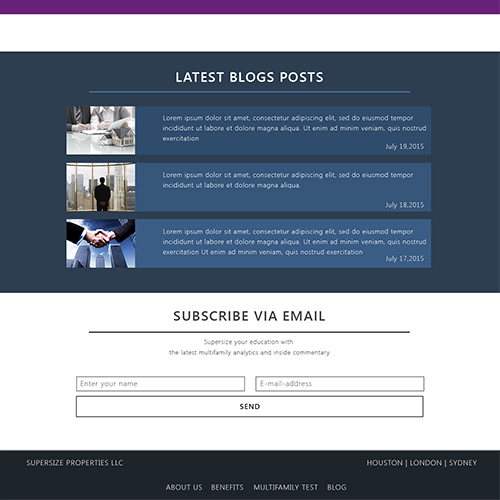 LATEST BLOGS POSTS
Lorem ipsum dolor sit amet, consectetur adipiscing elit, sed do eiusmod tempor
incididunt ut labore et dolore magna aliqua. Ut enim ad minim veniam, quis nostrud
exercitation
July 19,2015
Lorem ipsum dolor sit amet, consectetur adipiscing elit, sed do eiusmod tempor
incididunt ut labore et dolore magna aliqua.
July 18,2015
Lorem ipsum dolor sit amet, consectetur adipiscing elit, sed do eiusmod tempor
incididunt ut labore et dolore magna aliqua. Ut enim ad minim veniam, quis nostrud
exercitation Ut enim ad minim veniam, quis nostrud exercitation
July 17,2015
SUBSCRIBE VIA EMAIL
Supersize your education with
the latest multifamily analytics and inside commentary
Enter your name E-mail-address
SEND
SUPERSIZE PROPERTIES LLC HOUSTON | LONDON | SYDNEY
ABOUT US BENEFITS MULTIFAMILY TEST BLOG